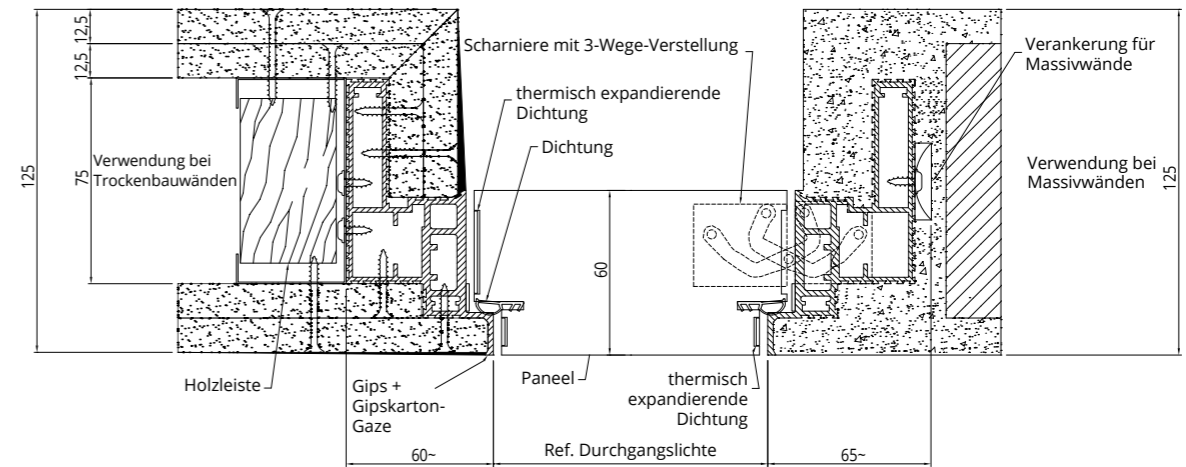 12,5
12,5
125
75
Verwendung bei
Trockenbauwänden
Scharniere mit 3-Wege-Verstellung
thermisch expandierende
Dichtung
Dichtung
60
Verankerung für
Massivwände
Verwendung bei
Massivwänden
125
Holzleiste
Gips +
Gipskarton-
Gaze
Paneel
thermisch
expandierende
Dichtung
60~
Ref. Durchgangslichte
65~